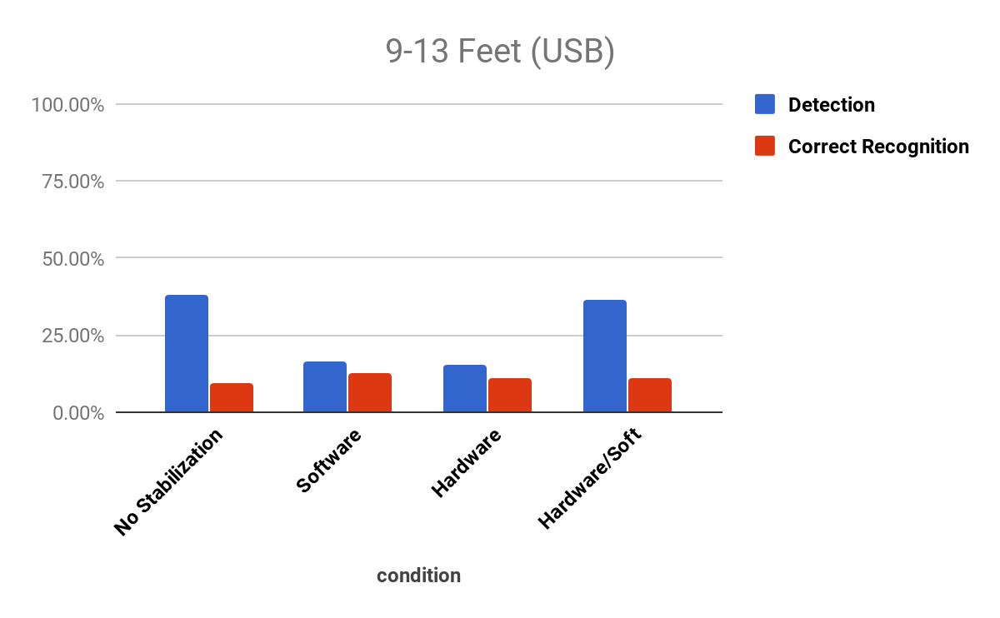 9-13 Feet (USB)
100.00%
75.00%
50.00%
25.00%
0.00%
Detection
Correct Recognition
No Stabilization
Software
Hardware
Hardware/Soft
condition